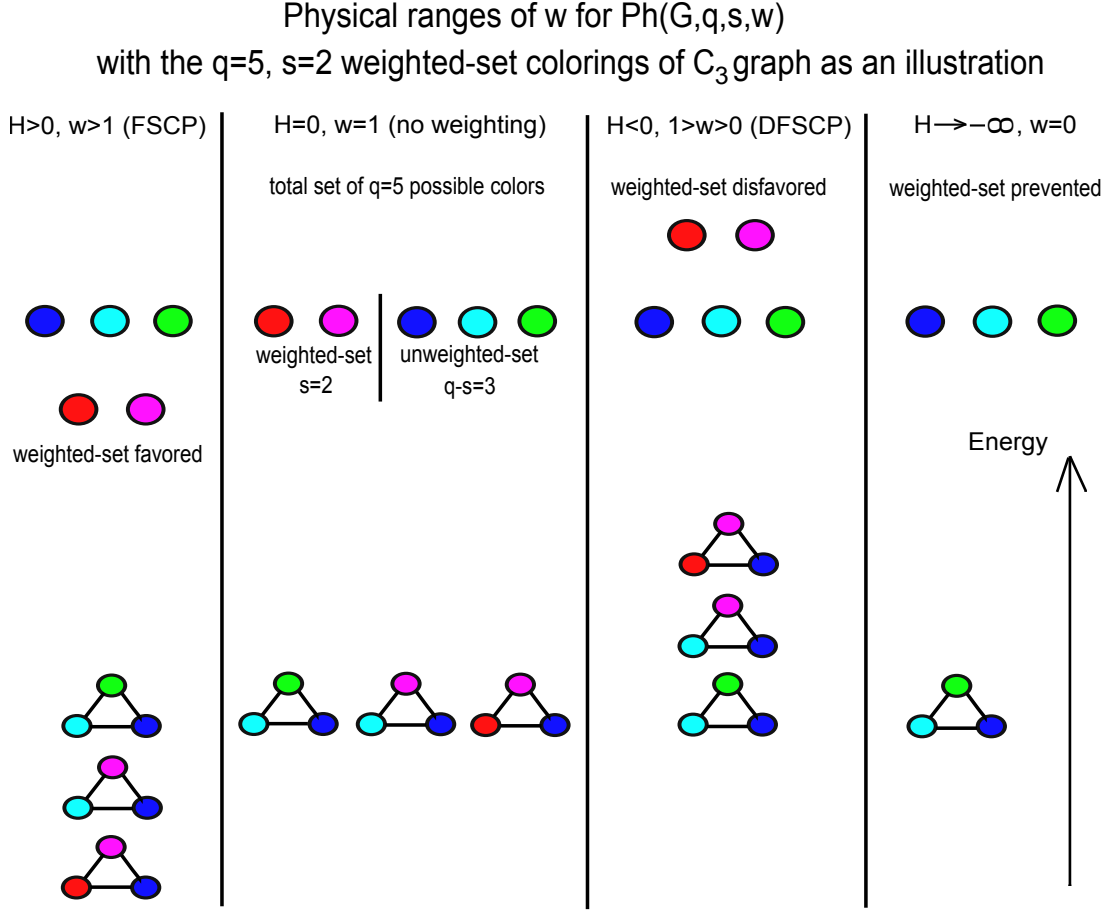 Physical ranges of w for Ph(G,q,s,w)
with the q=5, s=2 weighted-set colorings of C₃ graph as an illustration
H>0, w>1 (FSCP)
H=0, w=1 (no weighting)
H<0, 1>w>0 (DFSCP)
H→−∞, w=0
total set of q=5 possible colors
weighted-set disfavored
weighted-set prevented
weighted-set
s=2
unweighted-set
q-s=3
weighted-set favored
Energy